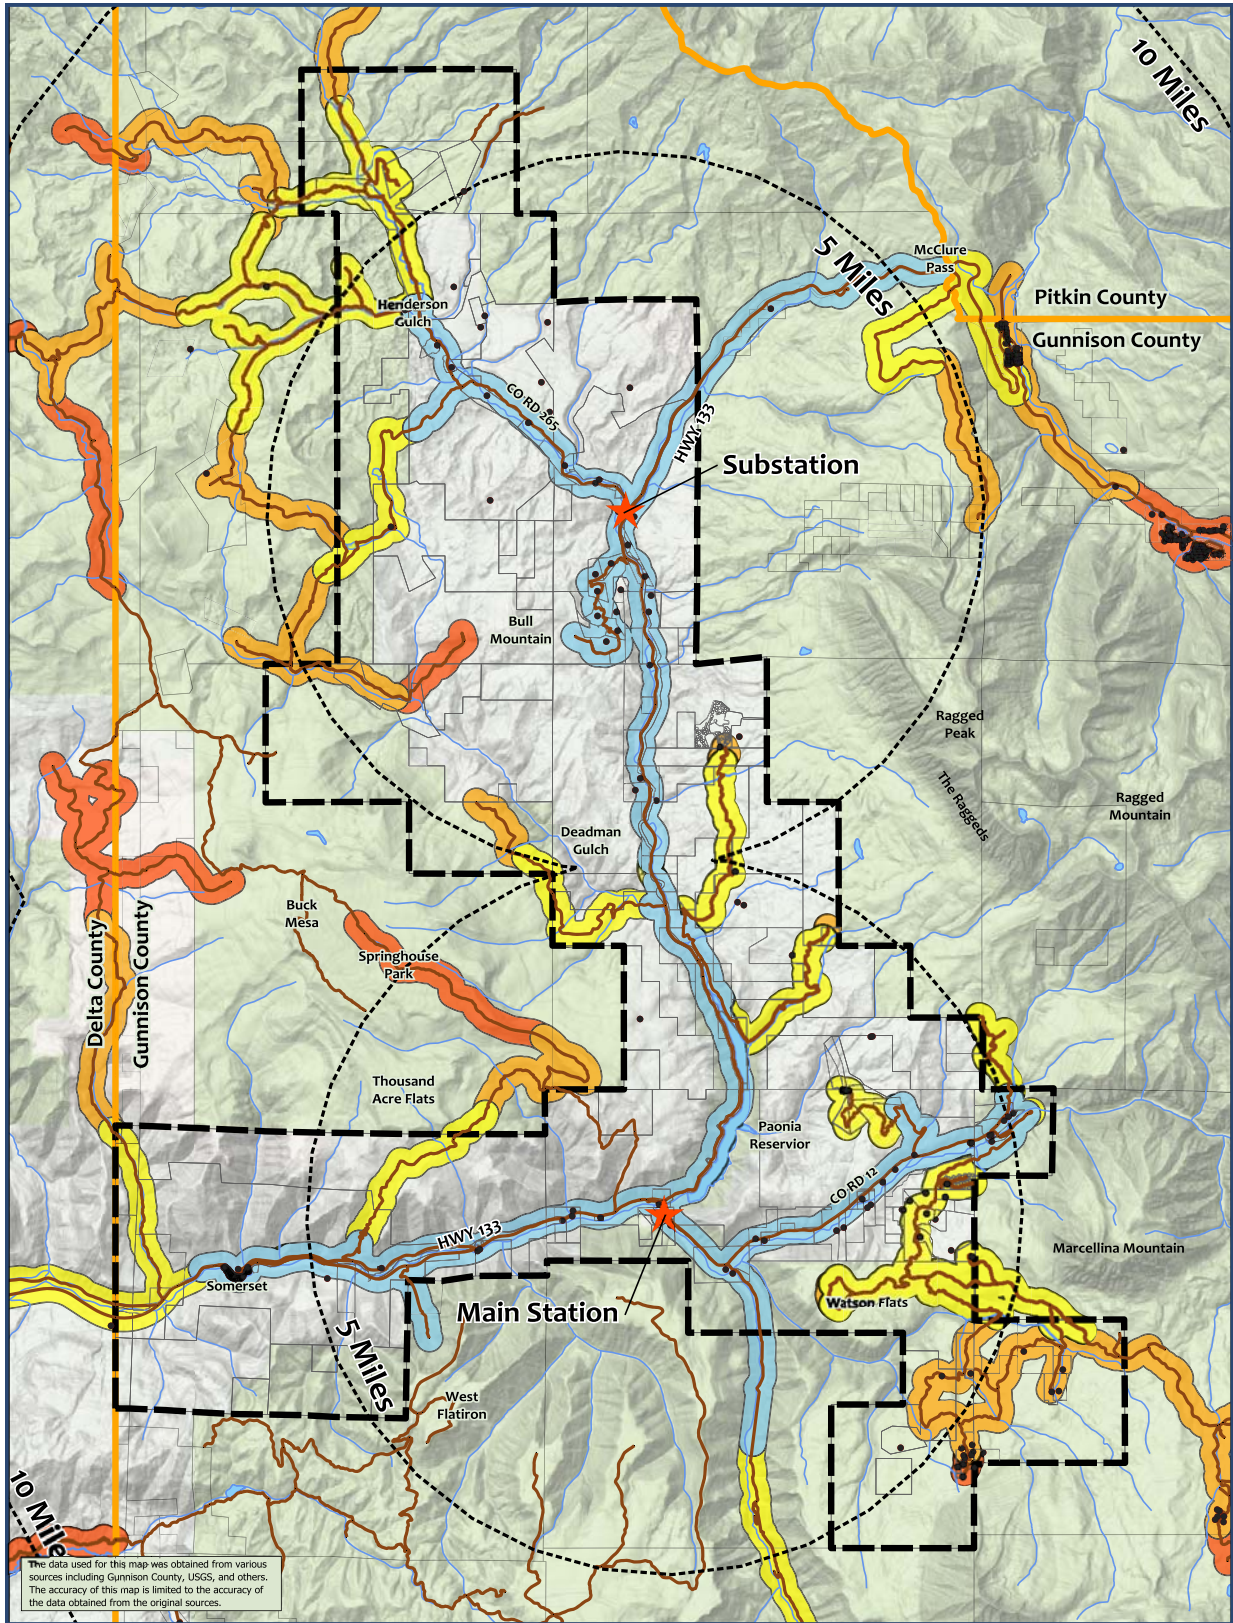 10 Miles
McClure
Pass
5 Miles
Pitkin County
Gunnison County
Henderson
Gulch
CO RD 265
HWY 133
Substation
Bull
Mountain
Ragged
Peak
The Raggeds
Ragged
Mountain
Deadman
Gulch
Buck
Mesa
Springhouse
Park
Delta County
Gunnison County
Thousand
Acre Flats
Paonia
Reservior
CO RD 12
HWY 133
Marcellina Mountain
Somerset
Watson Flats
Main Station
5 Miles
West
Flatiron
10 Mile
The data used for this map was obtained from various
sources including Gunnison County, USGS, and others.
The accuracy of this map is limited to the accuracy of
the data obtained from the original sources.